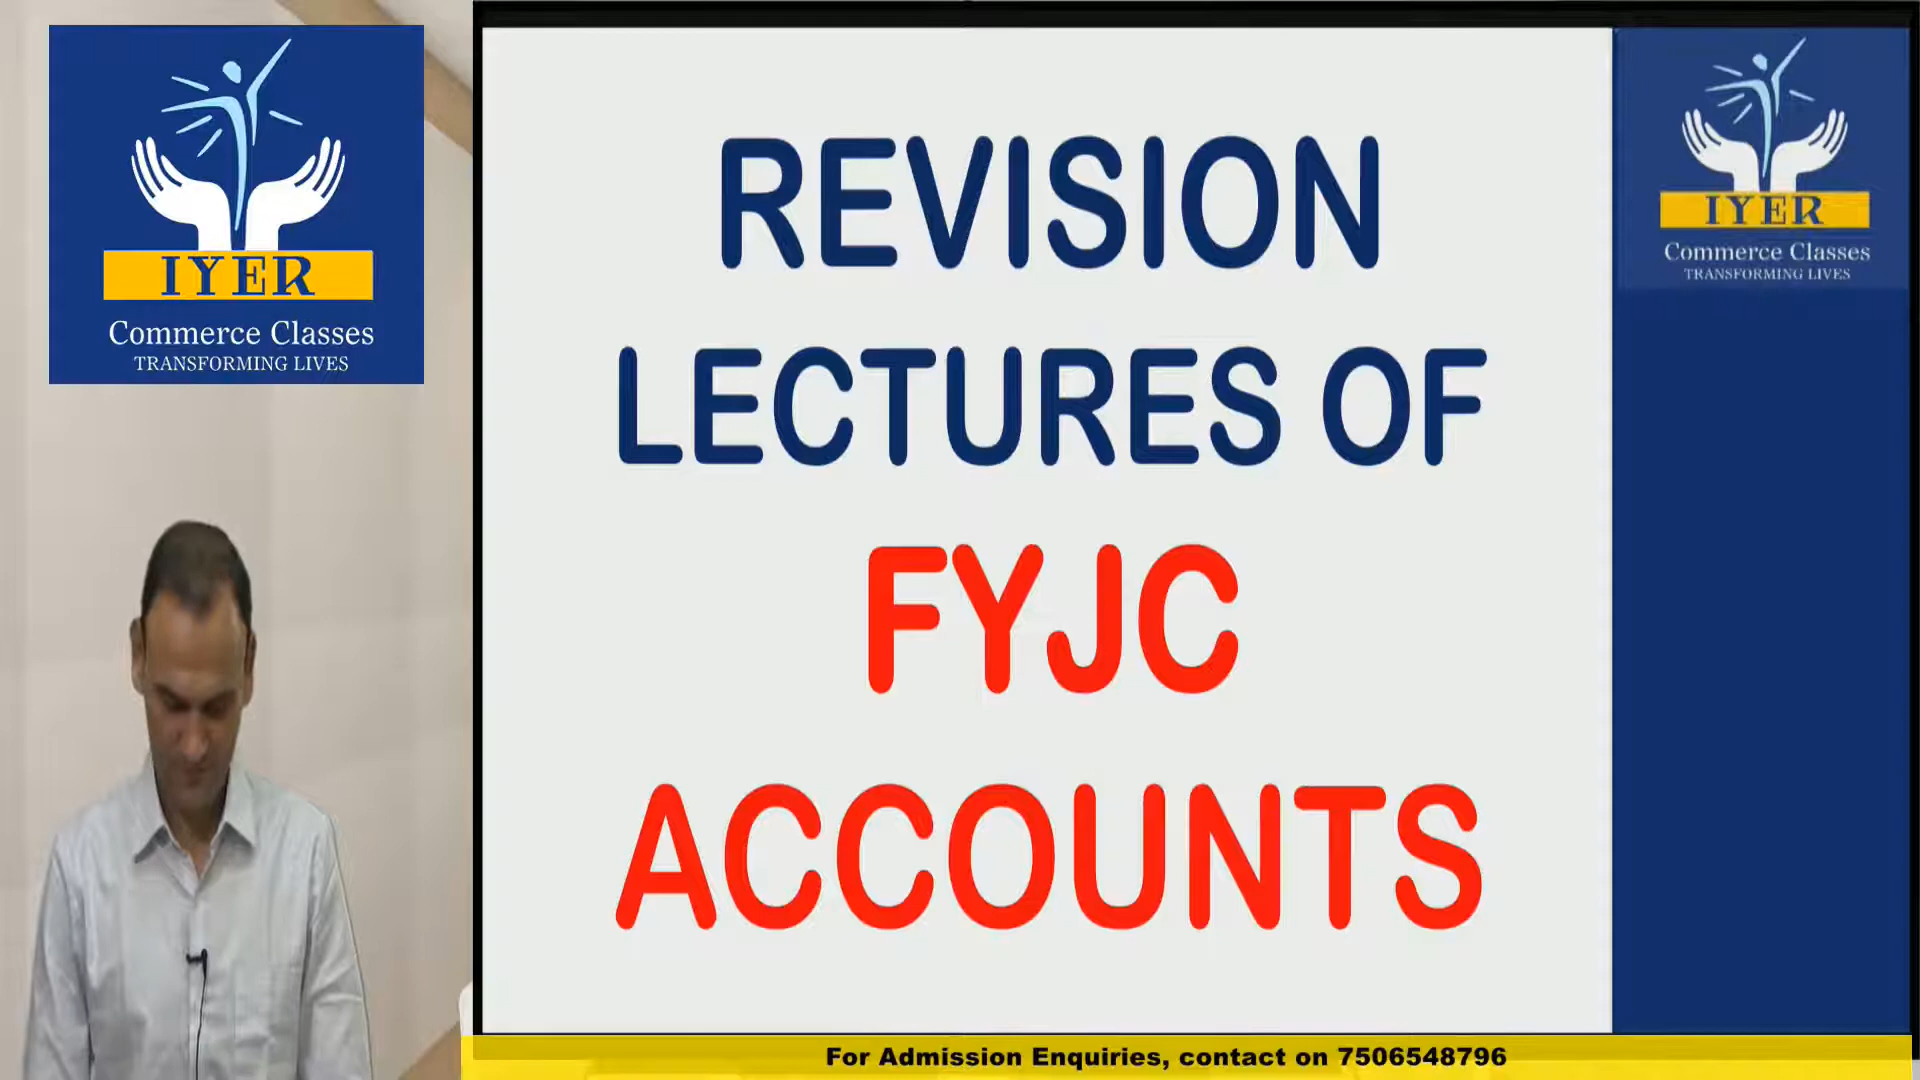 IYER
Commerce Classes
TRANSFORMING LIVES
REVISION
LECTURES OF
FYJC
ACCOUNTS
IYER
Commerce Classes
TRANSFORMING LIVES
For Admission Enquiries, contact on 7506548796